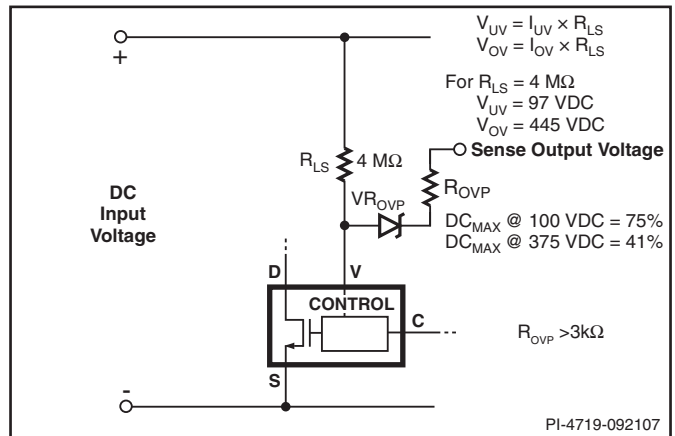 V_UV = I_UV × R_LS
V_OV = I_OV × R_LS
+
For R_LS = 4 MΩ
V_UV = 97 VDC
V_OV = 445 VDC
Sense Output Voltage
R_LS 4 MΩ
R_OVP
VR_OVP
DC
Input
Voltage
DC_MAX @ 100 VDC = 75%
DC_MAX @ 375 VDC = 41%
D
V
CONTROL
C
R_OVP >3kΩ
S
-
PI-4719-092107